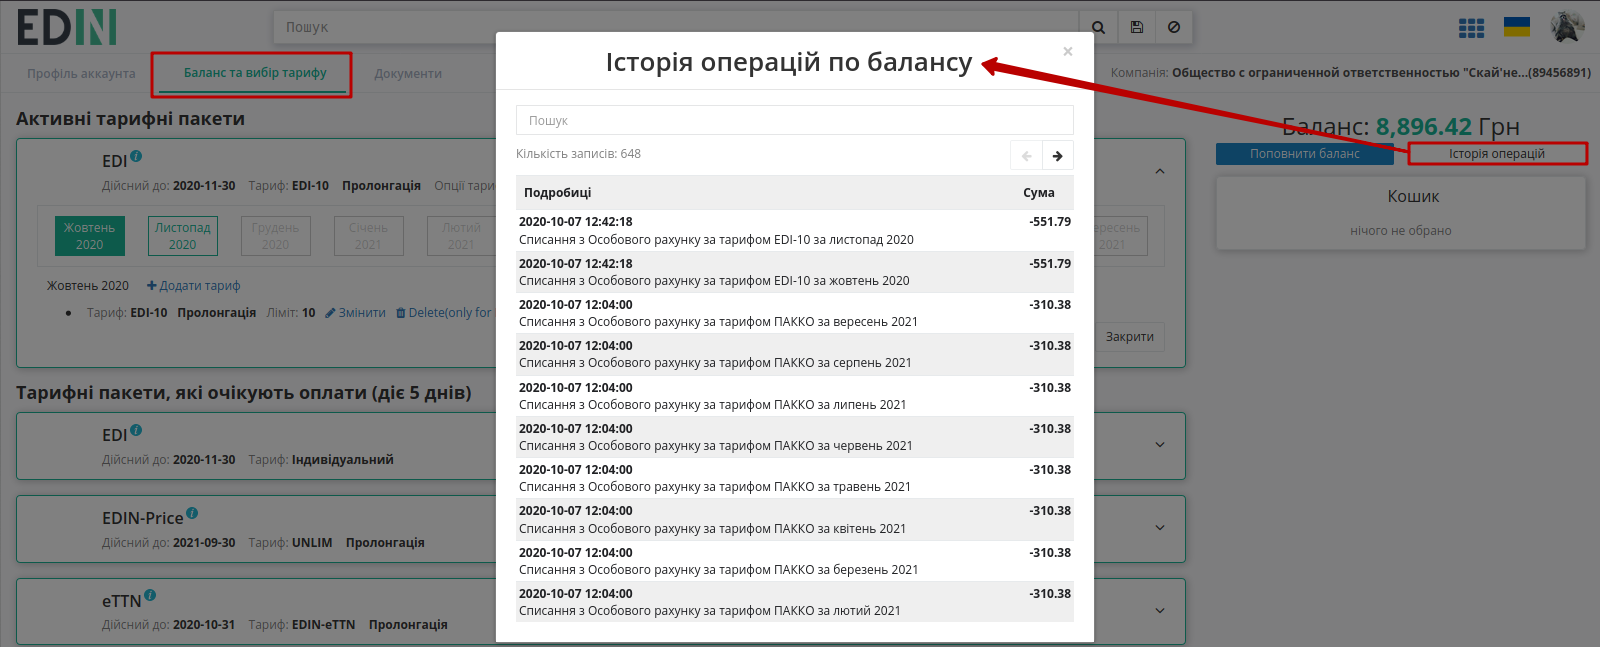 EDIN
Пошук
Профіль аккаунта
Баланс та вибір тарифу
Документи
Компанія: Общество с ограниченной ответственностью "Скай'не...(89456891)
Активні тарифні пакети
EDI
Дійсний до: 2020-11-30 Тариф: EDI-10 Пролонгація Опції тари
Жовтень 2020
Листопад 2020
Грудень 2020
Січень 2021
Лютий 2021
ересень 2021
Жовтень 2020 Додати тариф
Тариф: EDI-10 Пролонгація Ліміт: 10 Змінити Delete(only for
Закрити
Тарифні пакети, які очікують оплати (діє 5 днів)
EDI
Дійсний до: 2020-11-30 Тариф: Індивідуальний
EDIN-Price
Дійсний до: 2021-09-30 Тариф: UNLIM Пролонгація
eTTN
Дійсний до: 2020-10-31 Тариф: EDIN-eTTN Пролонгація
Історія операцій по балансу
×
Пошук
Кількість записів: 648
Подробиці Сума
2020-10-07 12:42:18 -551.79
Списання з Особового рахунку за тарифом EDI-10 за листопад 2020
2020-10-07 12:42:18 -551.79
Списання з Особового рахунку за тарифом EDI-10 за жовтень 2020
2020-10-07 12:04:00 -310.38
Списання з Особового рахунку за тарифом ПАККО за вересень 2021
2020-10-07 12:04:00 -310.38
Списання з Особового рахунку за тарифом ПАККО за серпень 2021
2020-10-07 12:04:00 -310.38
Списання з Особового рахунку за тарифом ПАККО за липень 2021
2020-10-07 12:04:00 -310.38
Списання з Особового рахунку за тарифом ПАККО за червень 2021
2020-10-07 12:04:00 -310.38
Списання з Особового рахунку за тарифом ПАККО за травень 2021
2020-10-07 12:04:00 -310.38
Списання з Особового рахунку за тарифом ПАККО за квітень 2021
2020-10-07 12:04:00 -310.38
Списання з Особового рахунку за тарифом ПАККО за березень 2021
2020-10-07 12:04:00 -310.38
Списання з Особового рахунку за тарифом ПАККО за лютий 2021
Баланс: 8,896.42 Грн
Поповнити баланс
Історія операцій
Кошик
нічого не обрано